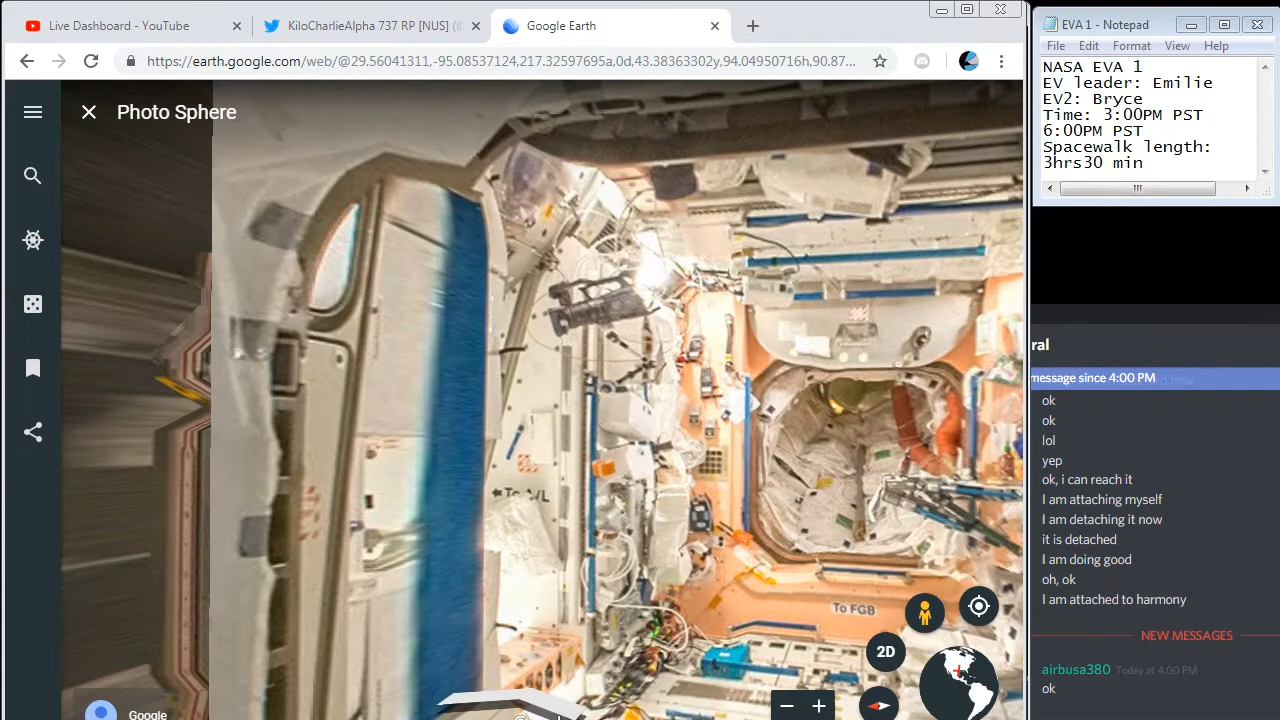 Live Dashboard - YouTube
KiloCharlieAlpha 737 RP [NUS] (
Google Earth
https://earth.google.com/web/@29.56041311,-95.08537124,217.32597695a,0d,43.38363302y,94.04950716h,90.87...
Photo Sphere
To A/L
To FGB
2D
Google
EVA 1 - Notepad
File Edit Format View Help
NASA EVA 1
EV leader: Emilie
EV2: Bryce
Time: 3:00PM PST
6:00PM PST
Spacewalk length:
3hrs30 min
ral
message since 4:00 PM
ok
ok
lol
yep
ok, i can reach it
I am attaching myself
I am detaching it now
it is detached
I am doing good
oh, ok
I am attached to harmony
NEW MESSAGES
airbusa380 Today at 4:00 PM
ok